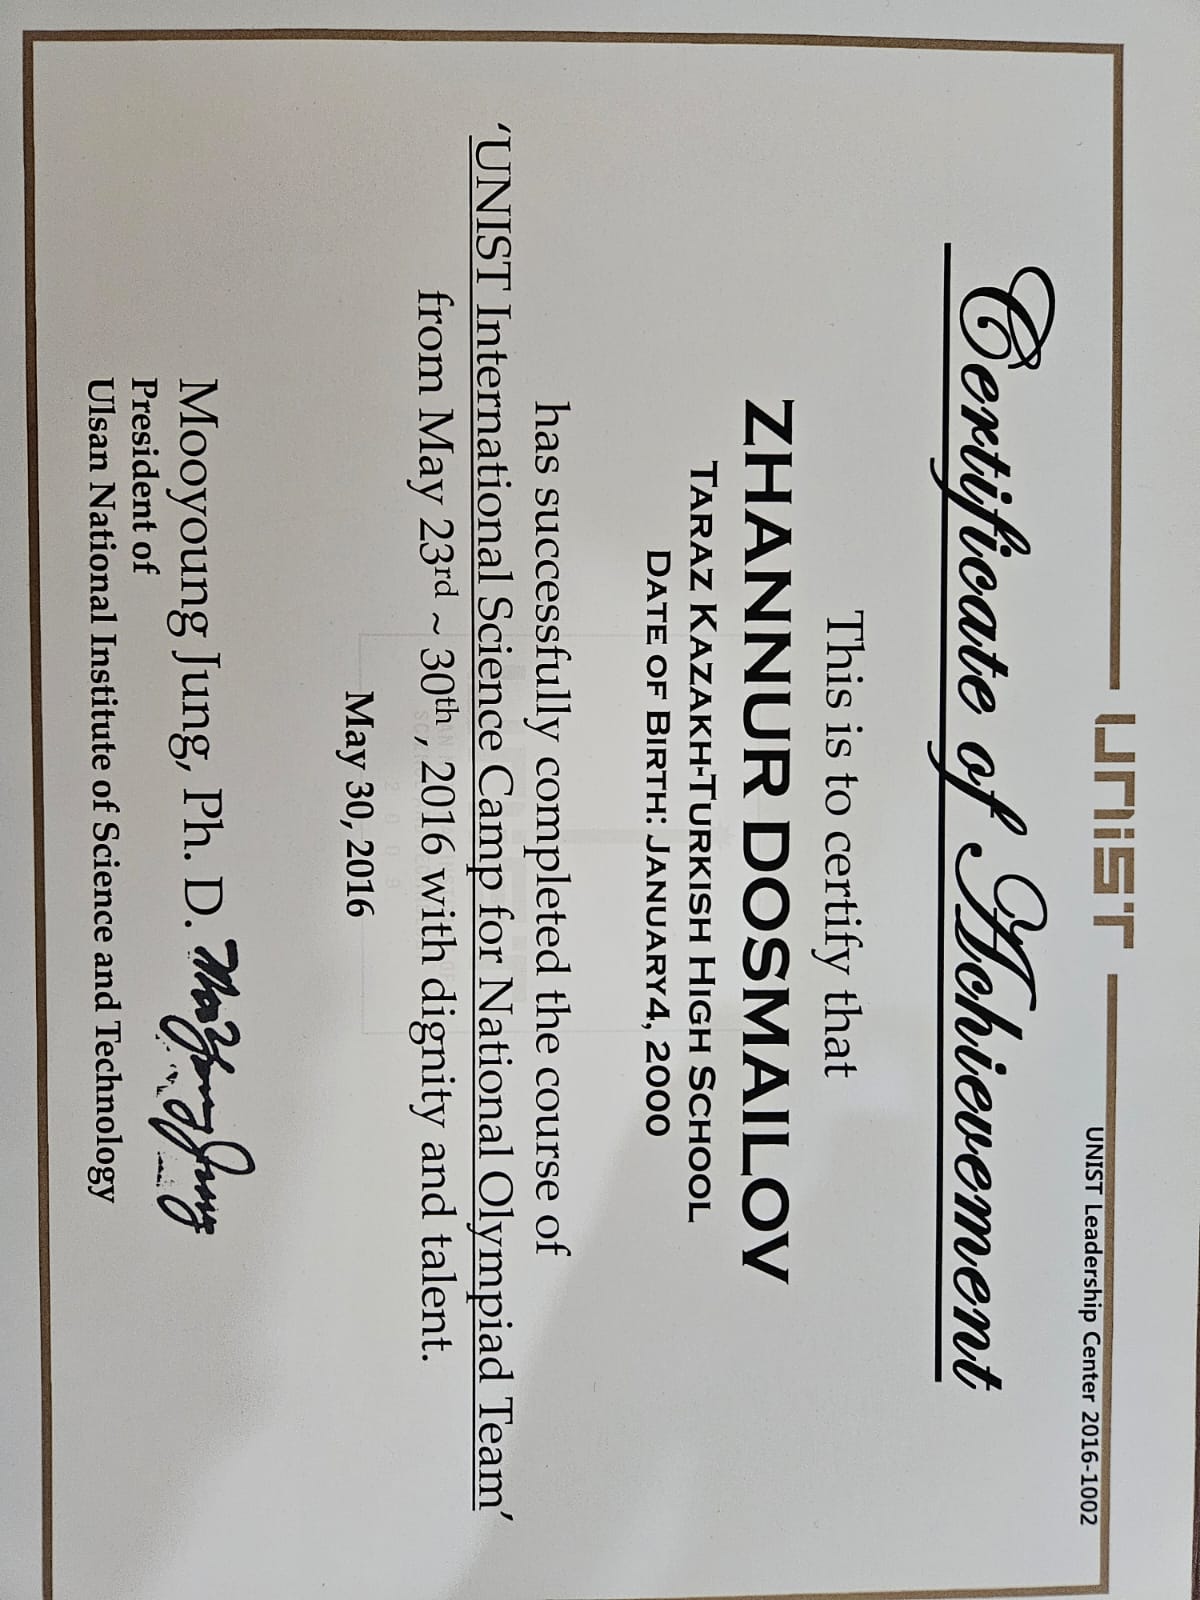 UNIST
UNIST Leadership Center 2016-1002
Certificate of Achievement
This is to certify that
ZHANNUR DOSMAILOV
TARAZ KAZAKH-TURKISH HIGH SCHOOL
DATE OF BIRTH: JANUARY4, 2000
has successfully completed the course of
‘UNIST International Science Camp for National Olympiad Team’
from May 23rd ~ 30th, 2016 with dignity and talent.
May 30, 2016
Mooyoung Jung, Ph. D.
President of
Ulsan National Institute of Science and Technology